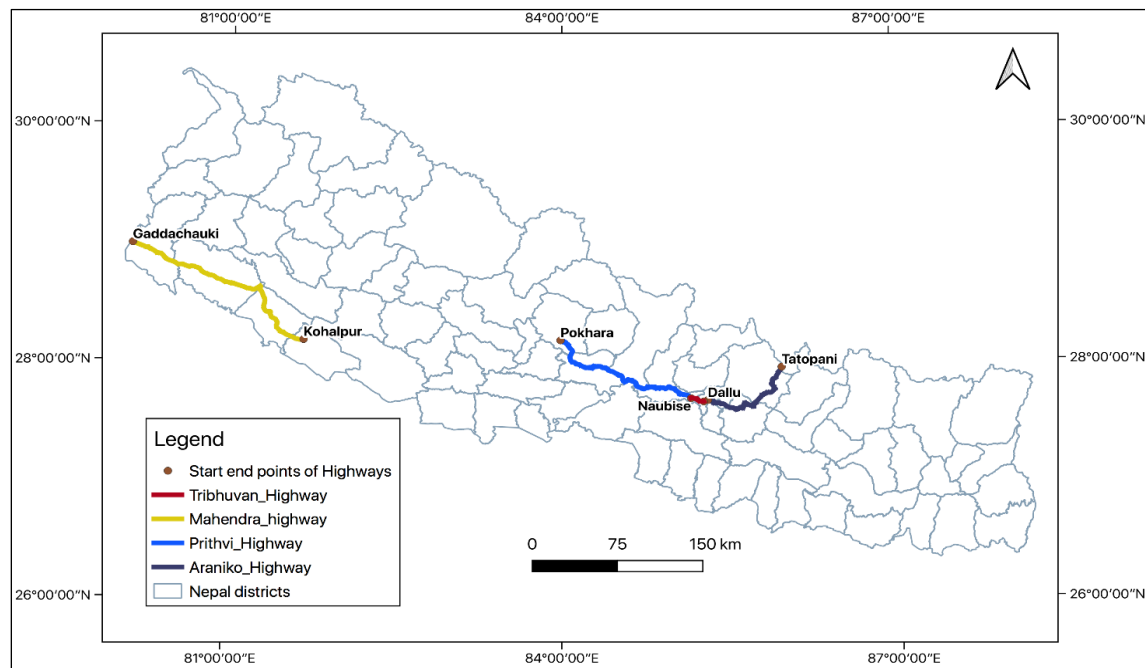 81°00′00″E 84°00′00″E 87°00′00″E
30°00′00″N 30°00′00″N
Gaddachauki
Kohalpur
Pokhara
28°00′00″N 28°00′00″N
Tatopani
Dallu
Naubise
Legend
Start end points of Highways
Tribhuvan_Highway
Mahendra_highway
Prithvi_Highway
Araniko_Highway
Nepal districts
0 75 150 km
26°00′00″N 26°00′00″N
81°00′00″E 84°00′00″E 87°00′00″E